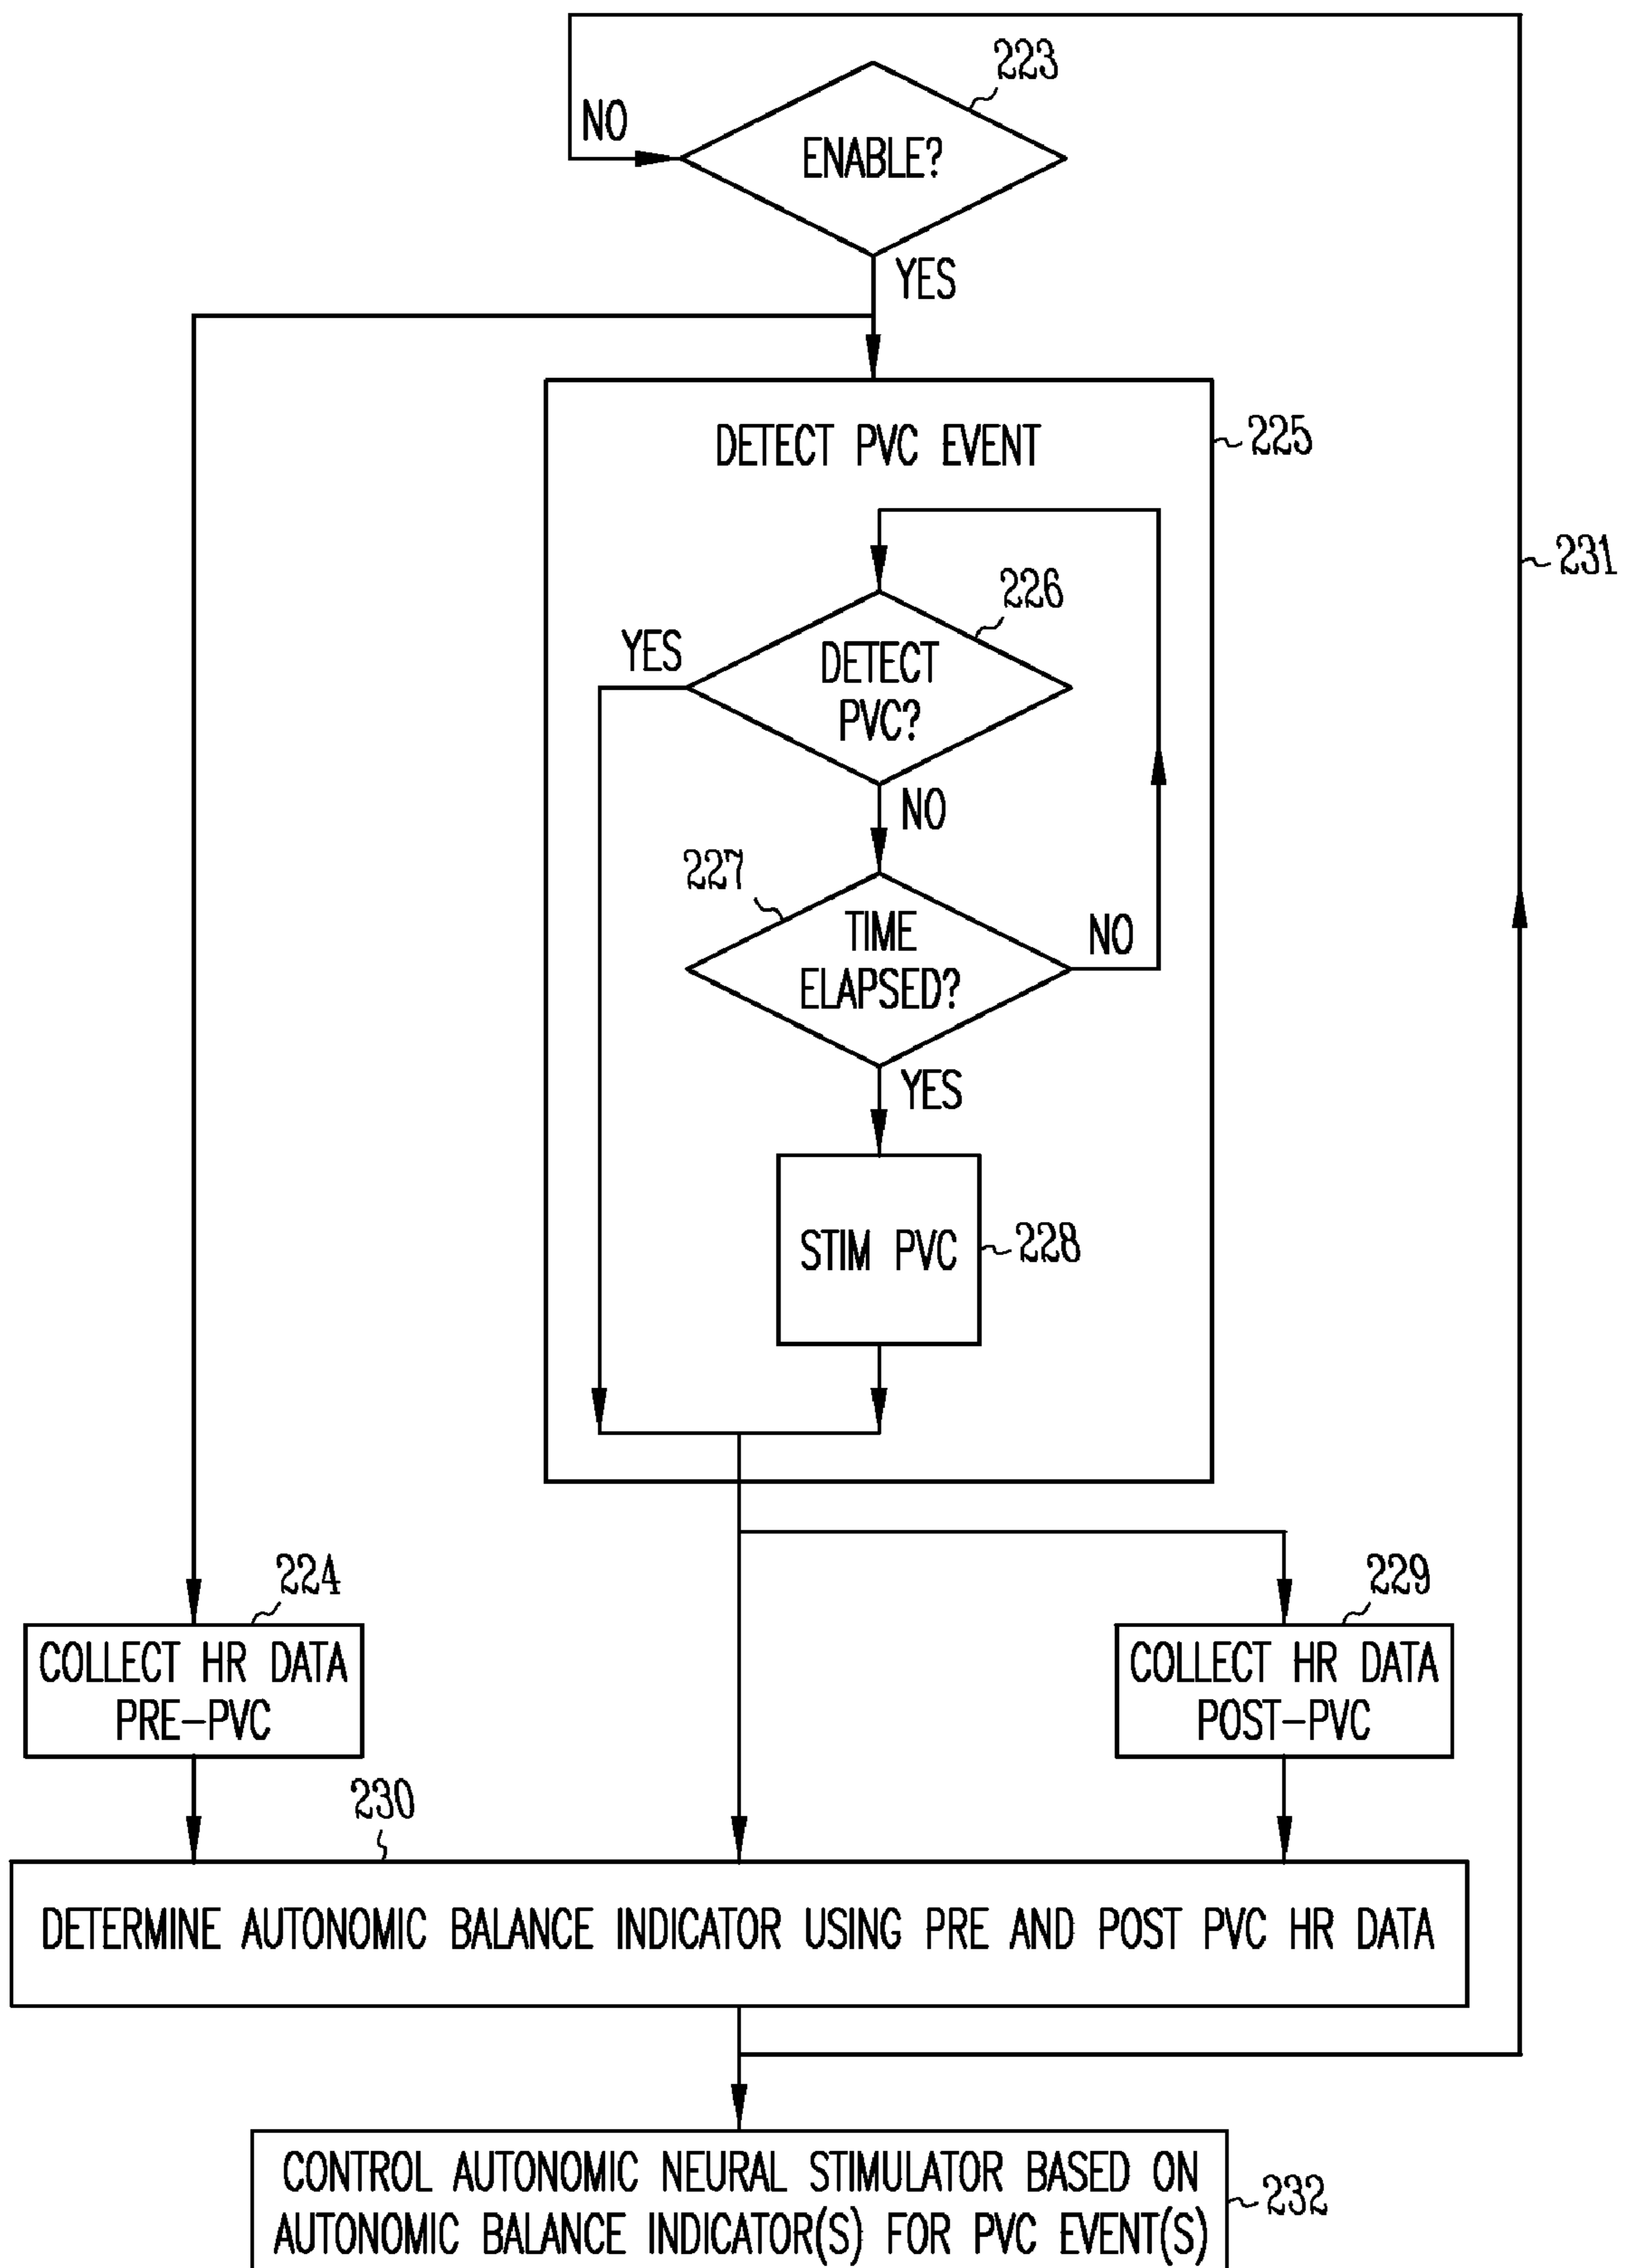 223
NO
ENABLE?
YES
DETECT PVC EVENT
225
231
226
YES
DETECT
PVC?
NO
227
TIME
ELAPSED?
NO
YES
STIM PVC
228
224
COLLECT HR DATA
PRE-PVC
229
COLLECT HR DATA
POST-PVC
230
DETERMINE AUTONOMIC BALANCE INDICATOR USING PRE AND POST PVC HR DATA
CONTROL AUTONOMIC NEURAL STIMULATOR BASED ON
AUTONOMIC BALANCE INDICATOR(S) FOR PVC EVENT(S)
232